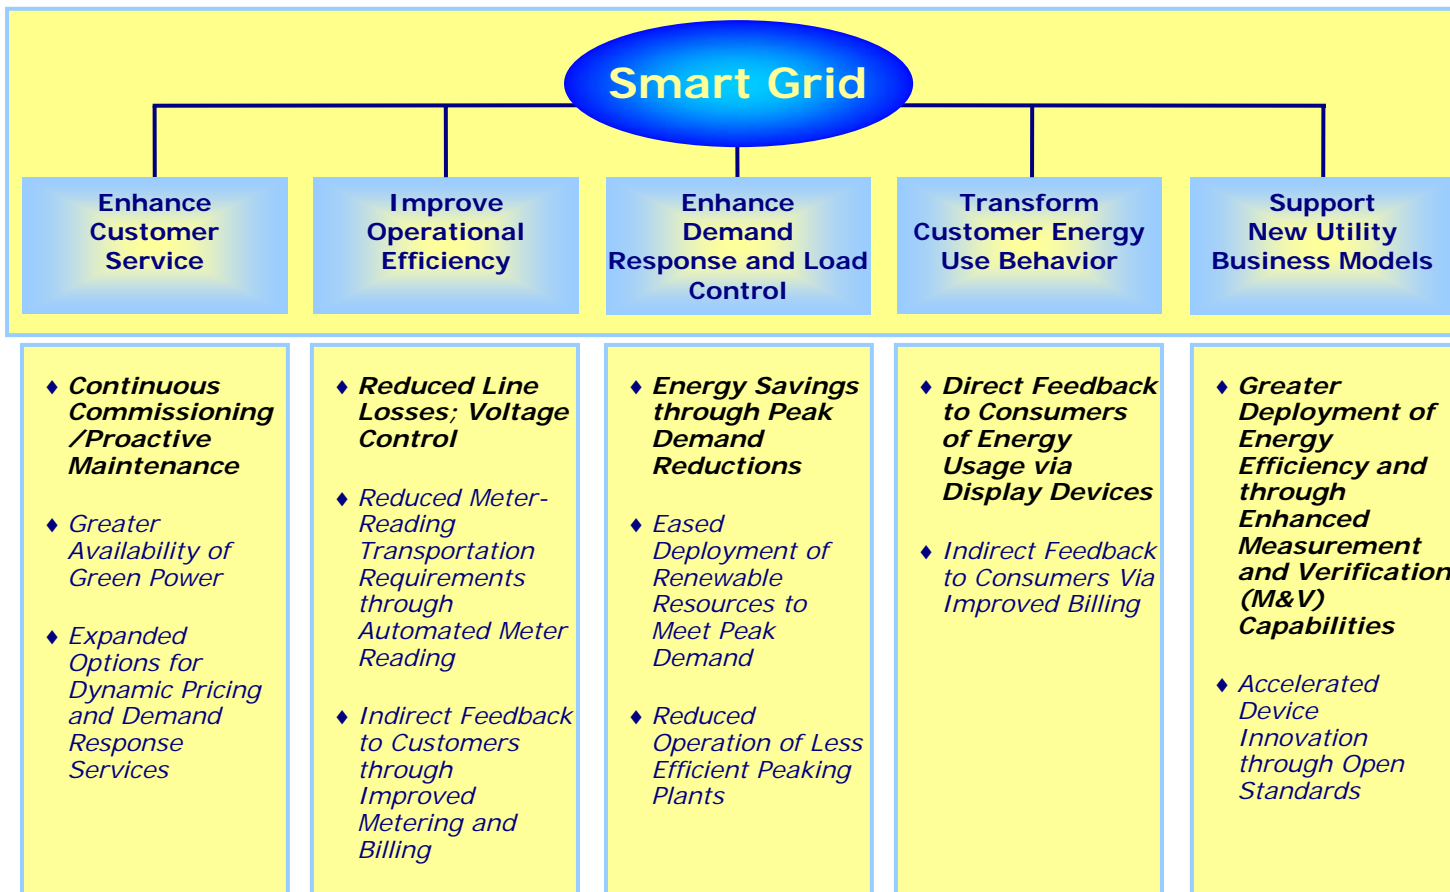 Smart Grid
Enhance
Customer
Service
Improve
Operational
Efficiency
Enhance
Demand
Response and Load
Control
Transform
Customer Energy
Use Behavior
Support
New Utility
Business Models
♦ Continuous
Commissioning
/Proactive
Maintenance
♦ Greater
Availability of
Green Power
♦ Expanded
Options for
Dynamic Pricing
and Demand
Response
Services
♦ Reduced Line
Losses; Voltage
Control
♦ Reduced Meter-
Reading
Transportation
Requirements
through
Automated Meter
Reading
♦ Indirect Feedback
to Customers
through
Improved
Metering and
Billing
♦ Energy Savings
through Peak
Demand
Reductions
♦ Eased
Deployment of
Renewable
Resources to
Meet Peak
Demand
♦ Reduced
Operation of Less
Efficient Peaking
Plants
♦ Direct Feedback
to Consumers
of Energy
Usage via
Display Devices
♦ Indirect Feedback
to Consumers Via
Improved Billing
♦ Greater
Deployment of
Energy
Efficiency and
through
Enhanced
Measurement
and Verification
(M&V)
Capabilities
♦ Accelerated
Device
Innovation
through Open
Standards